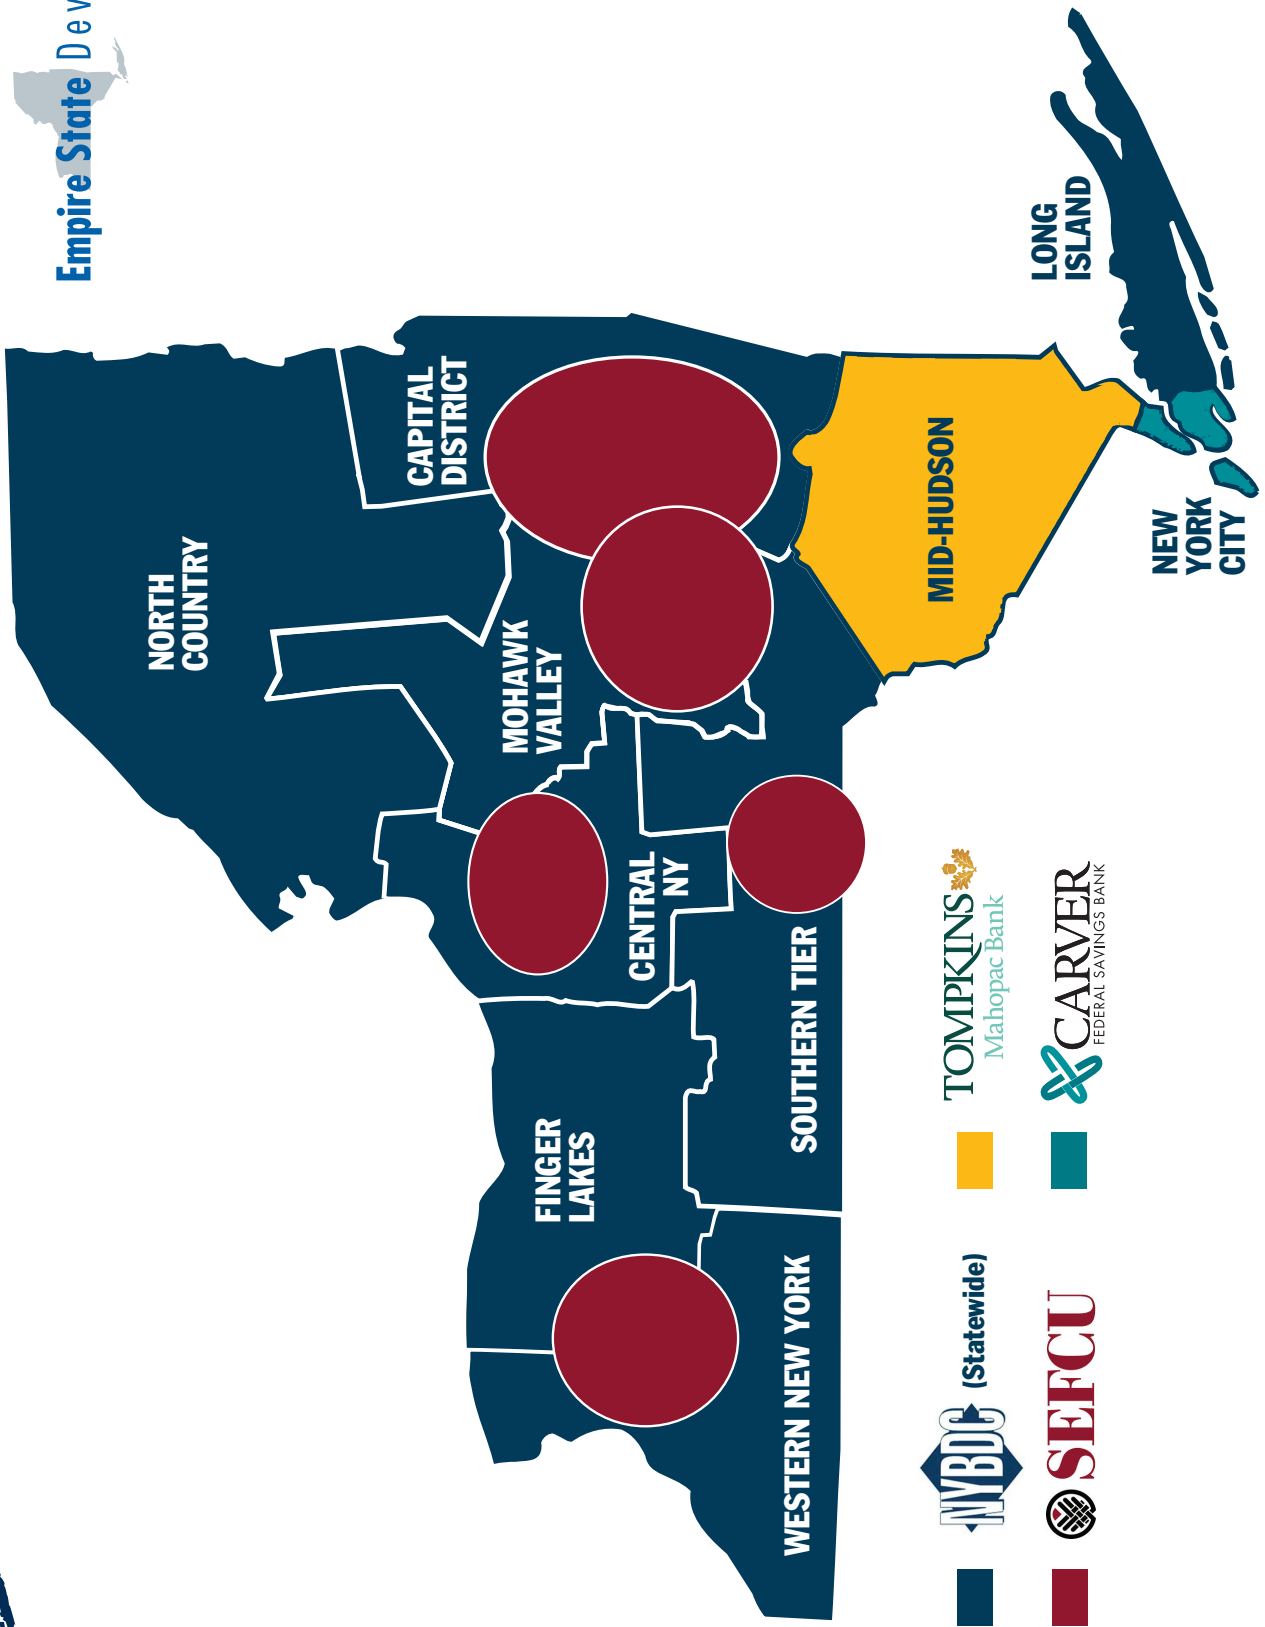 Empire State Dev
NORTH
COUNTRY
CAPITAL
DISTRICT
MOHAWK
VALLEY
CENTRAL
NY
FINGER
LAKES
SOUTHERN TIER
WESTERN NEW YORK
MID-HUDSON
LONG
ISLAND
NEW
YORK
CITY
NYBDC (Statewide)
TOMPKINS
Mahopac Bank
SEFCU
CARVER
FEDERAL SAVINGS BANK